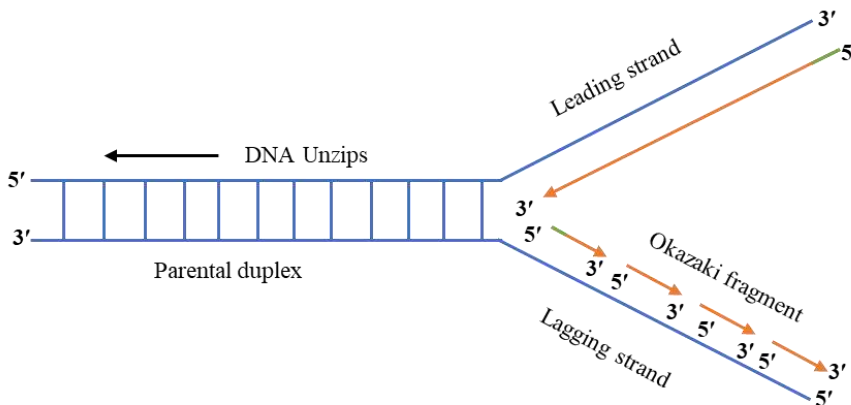 3′
5
Leading strand
DNA Unzips
5′
3′
3′
5′
Parental duplex
Okazaki fragment
3′ 5′
3′ 5′
3′ 5′
3′
Lagging strand
5′